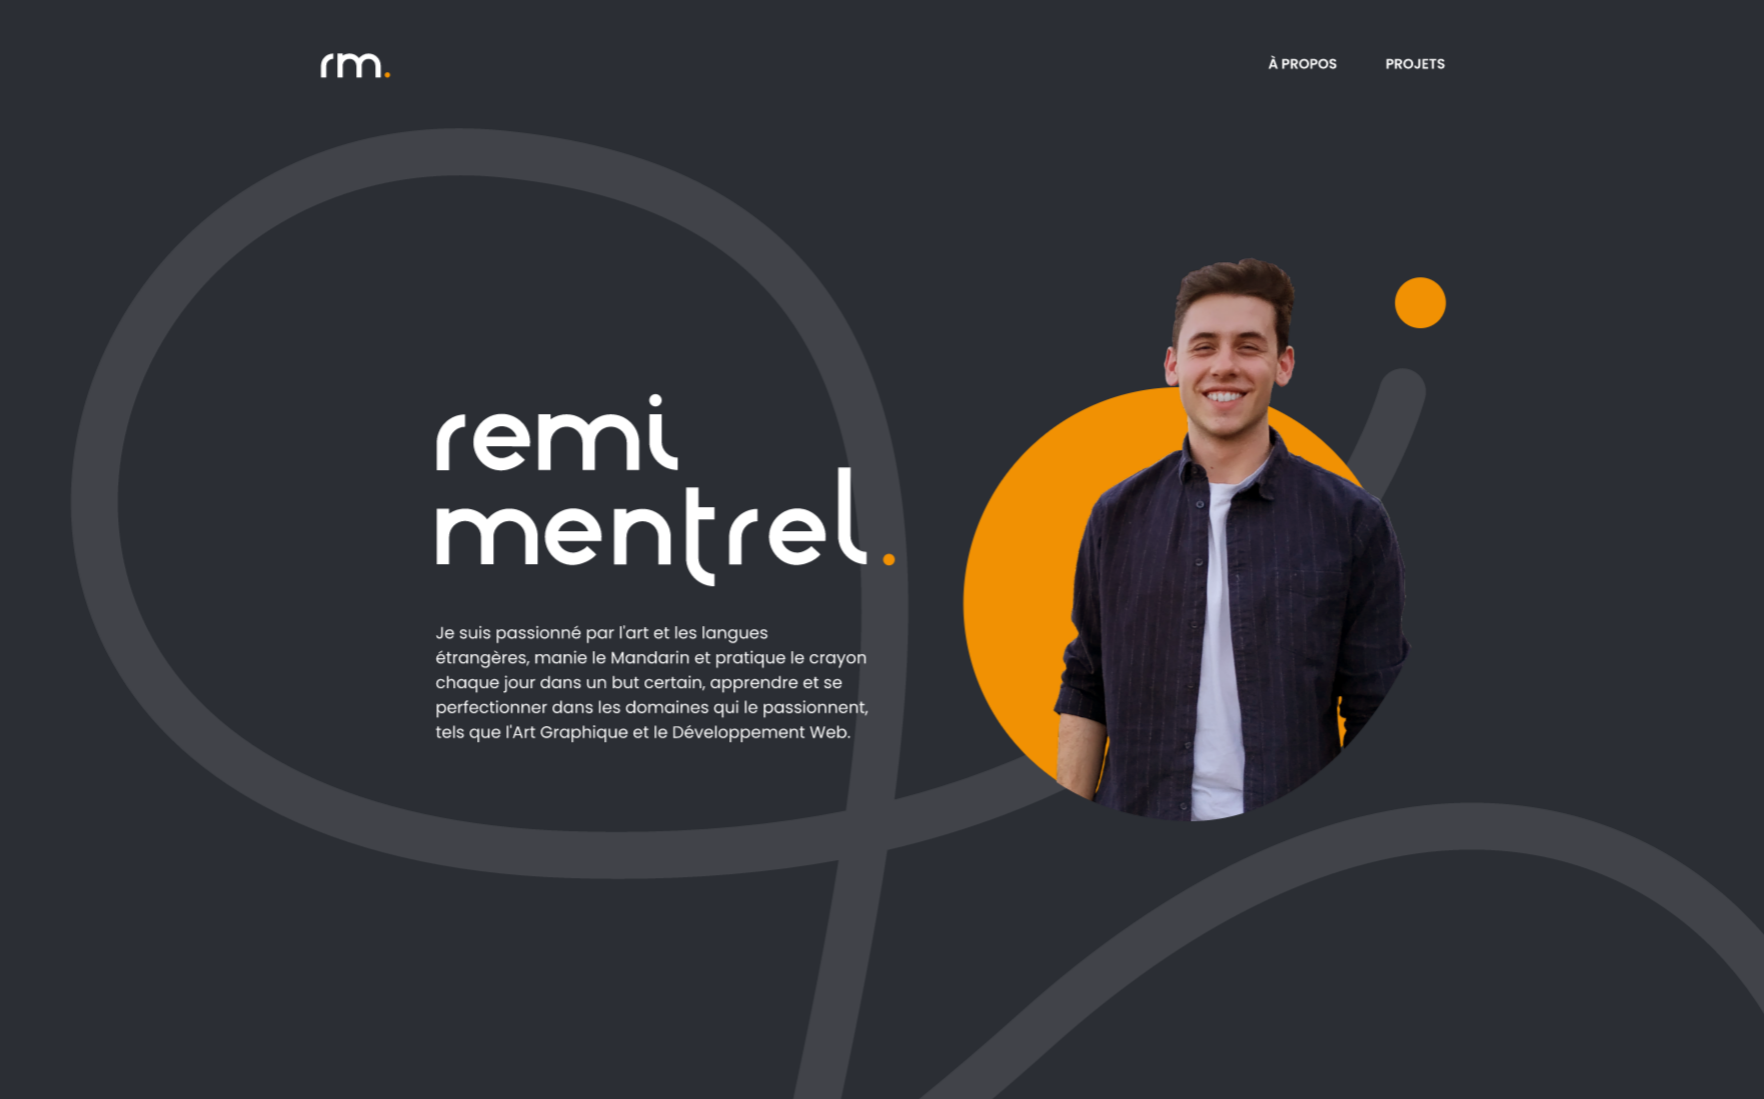 rm.
À PROPOS
PROJETS
remi
mentrel.
Je suis passionné par l'art et les langues
étrangères, manie le Mandarin et pratique le crayon
chaque jour dans un but certain, apprendre et se
perfectionner dans les domaines qui le passionnent,
tels que l'Art Graphique et le Développement Web.